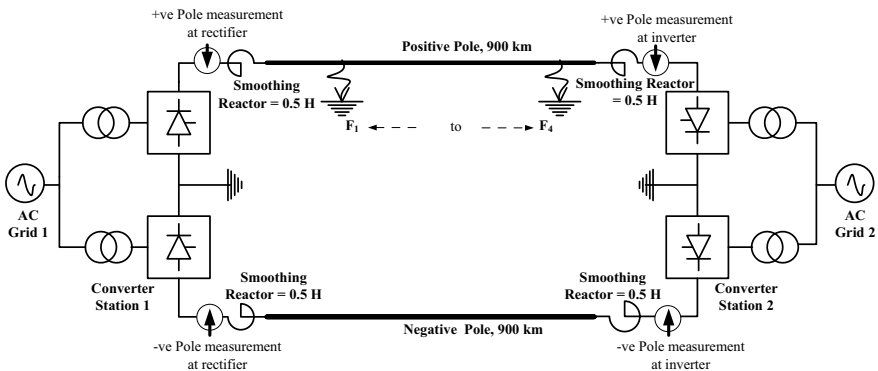 +ve Pole measurement
at rectifier
+ve Pole measurement
at inverter
Positive Pole, 900 km
Smoothing
Reactor = 0.5 H
Smoothing Reactor
= 0.5 H
F1
to
F4
AC
Grid 1
AC
Grid 2
Converter
Station 1
Smoothing
Reactor = 0.5 H
Smoothing
Reactor = 0.5 H
Converter
Station 2
Negative Pole, 900 km
-ve Pole measurement
at rectifier
-ve Pole measurement
at inverter